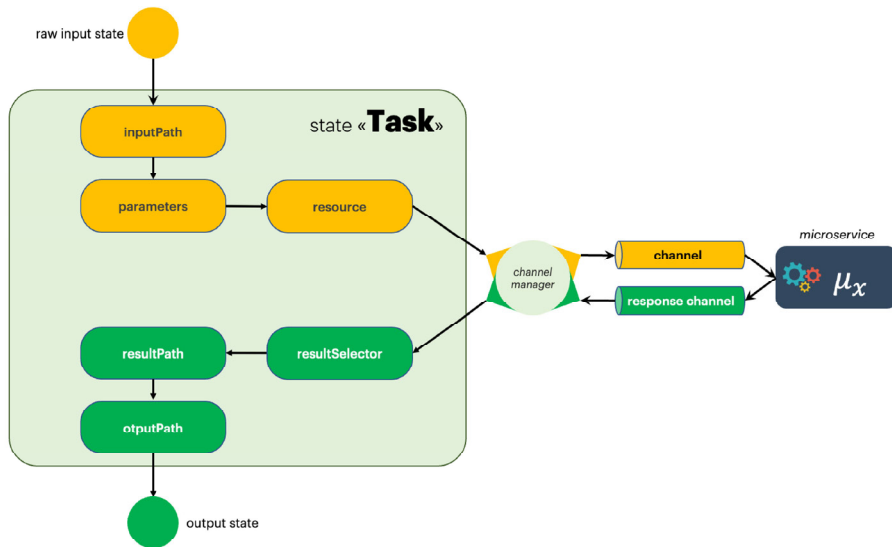 raw input state
state «Task»
inputPath
parameters
resource
microservice
channel
manager
channel
response channel
μx
resultPath
resultSelector
otputPath
output state